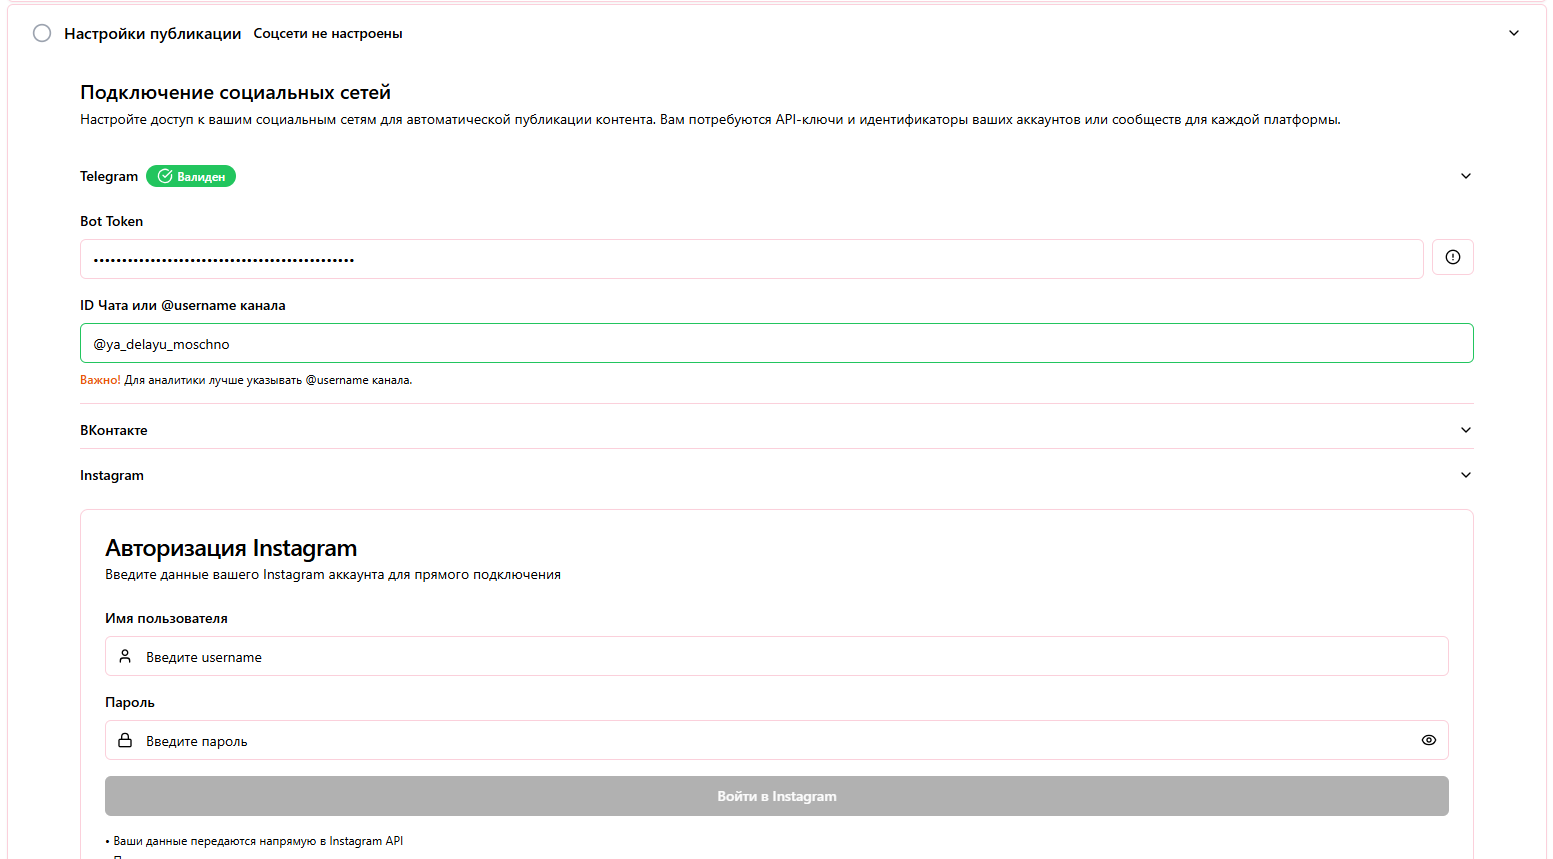 Настройки публикации Соцсети не настроены
Подключение социальных сетей
Настройте доступ к вашим социальным сетям для автоматической публикации контента. Вам потребуются API-ключи и идентификаторы ваших аккаунтов или сообществ для каждой платформы.
Telegram Валиден
Bot Token
••••••••••••••••••••••••••••••••••••••••••••••
ID Чата или @username канала
@ya_delayu_moschno
Важно! Для аналитики лучше указывать @username канала.
ВКонтакте
Instagram
Авторизация Instagram
Введите данные вашего Instagram аккаунта для прямого подключения
Имя пользователя
Введите username
Пароль
Введите пароль
Войти в Instagram
• Ваши данные передаются напрямую в Instagram API